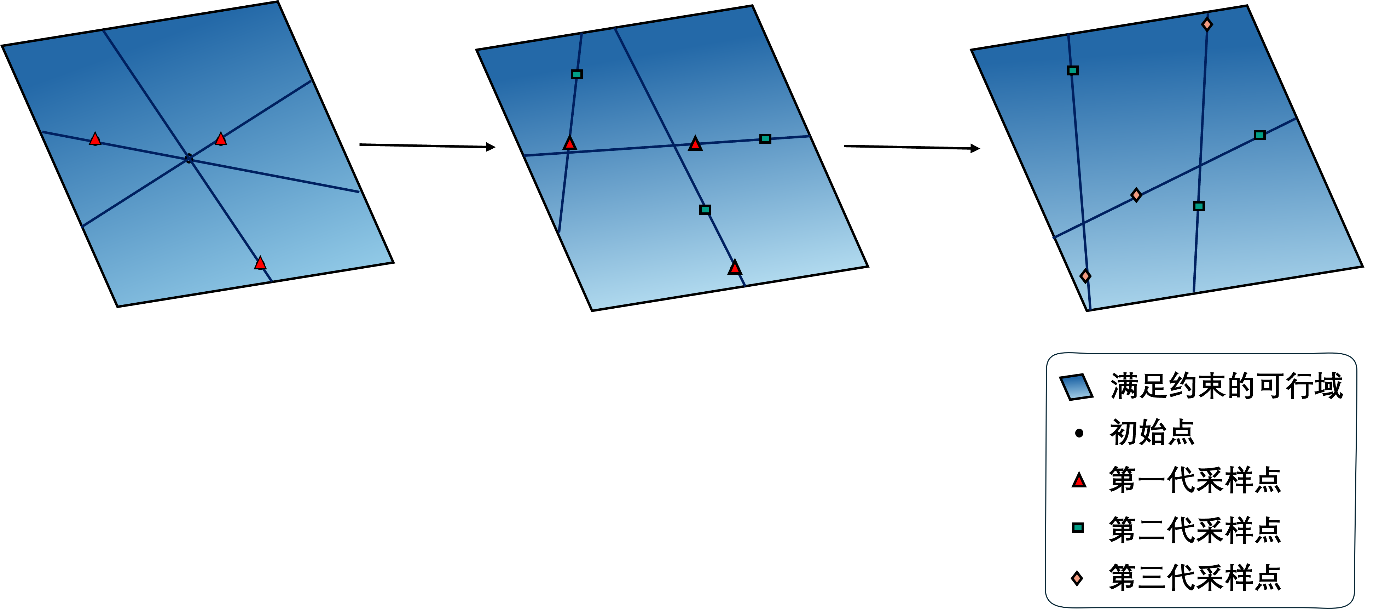 满足约束的可行域
初始点
第一代采样点
第二代采样点
第三代采样点